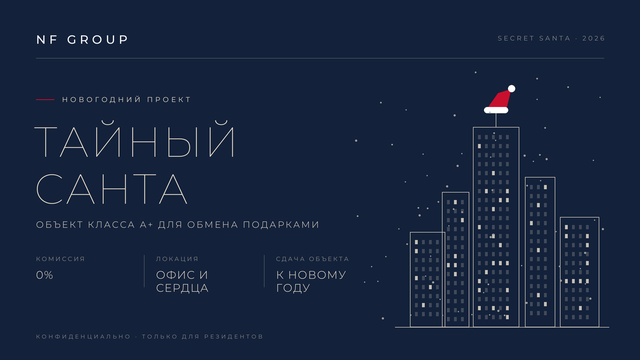 NF GROUP
SECRET SANTA · 2026
НОВОГОДНИЙ ПРОЕКТ
ТАЙНЫЙ
САНТА
ОБЪЕКТ КЛАССА А+ ДЛЯ ОБМЕНА ПОДАРКАМИ
КОМИССИЯ
0%
ЛОКАЦИЯ
ОФИС И
СЕРДЦА
СДАЧА ОБЪЕКТА
К НОВОМУ
ГОДУ
КОНФИДЕНЦИАЛЬНО · ТОЛЬКО ДЛЯ РЕЗИДЕНТОВ